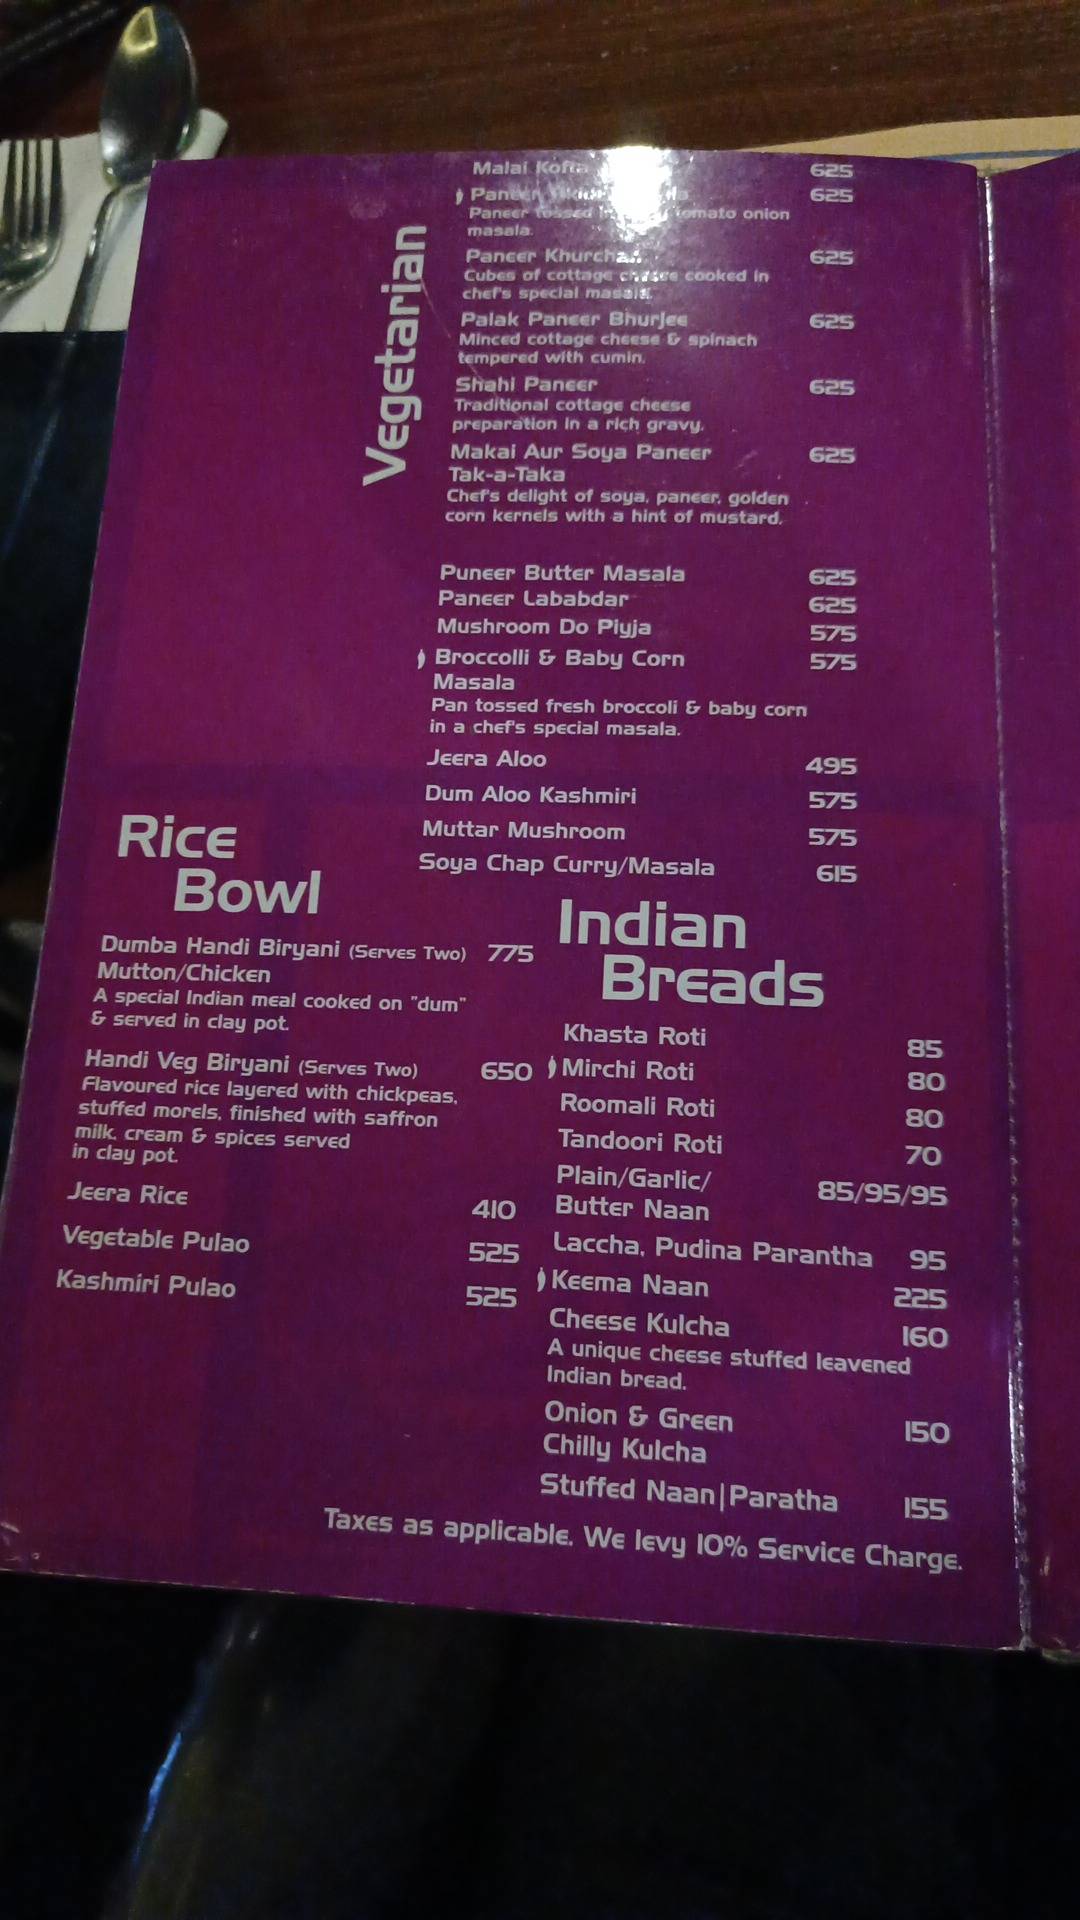 Vegetarian
Malai Kofta 625
Paneer 625
Paneer tossed in tomato onion
masala.
Paneer Khurchan 625
Cubes of cottage cheese cooked in
chef's special masala.
Palak Paneer Bhurjee 625
Minced cottage cheese & spinach
tempered with cumin.
Shahi Paneer 625
Traditional cottage cheese
preparation in a rich gravy.
Makai Aur Soya Paneer 625
Tak-a-Taka
Chef's delight of soya, paneer, golden
corn kernels with a hint of mustard.
Puneer Butter Masala 625
Paneer Lababdar 625
Mushroom Do Piyja 575
Broccolli & Baby Corn 575
Masala
Pan tossed fresh broccoli & baby corn
in a chef's special masala.
Jeera Aloo 495
Dum Aloo Kashmiri 575
Muttar Mushroom 575
Soya Chap Curry/Masala 615
Rice
Bowl
Dumba Handi Biryani (Serves Two) 775
Mutton/Chicken
A special Indian meal cooked on "dum"
& served in clay pot.
Handi Veg Biryani (Serves Two) 650
Flavoured rice layered with chickpeas,
stuffed morels, finished with saffron
milk, cream & spices served
in clay pot.
Jeera Rice 410
Vegetable Pulao 525
Kashmiri Pulao 525
Indian
Breads
Khasta Roti 85
Mirchi Roti 80
Roomali Roti 80
Tandoori Roti 70
Plain/Garlic/ 85/95/95
Butter Naan
Laccha, Pudina Parantha 95
Keema Naan 225
Cheese Kulcha 160
A unique cheese stuffed leavened
Indian bread.
Onion & Green 150
Chilly Kulcha
Stuffed Naan|Paratha 155
Taxes as applicable. We levy 10% Service Charge.